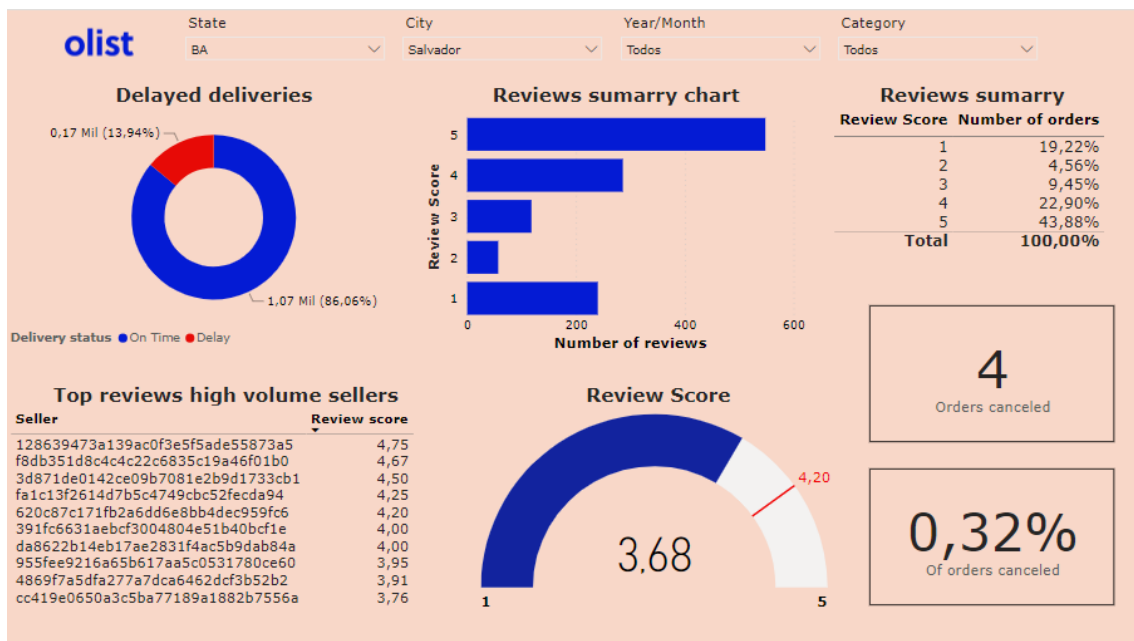 olist
State
BA
City
Salvador
Year/Month
Todos
Category
Todos
Delayed deliveries
0,17 Mil (13,94%)
1,07 Mil (86,06%)
Delivery status On Time Delay
Reviews sumarry chart
Review Score
5
4
3
2
1
0 200 400 600
Number of reviews
Reviews sumarry
Review Score Number of orders
1 19,22%
2 4,56%
3 9,45%
4 22,90%
5 43,88%
Total 100,00%
4
Orders canceled
0,32%
Of orders canceled
Top reviews high volume sellers
Seller Review score
128639473a139ac0f3e5f5ade55873a5 4,75
f8db351d8c4c4c22c6835c19a46f01b0 4,67
3d871de0142ce09b7081e2b9d1733cb1 4,50
fa1c13f2614d7b5c4749cbc52fecda94 4,25
620c87c171fb2a6dd6e8bb4dec959fc6 4,20
391fc6631aebcf3004804e51b40bcf1e 4,00
da8622b14eb17ae2831f4ac5b9dab84a 4,00
955fee9216a65b617aa5c0531780ce60 3,95
4869f7a5dfa277a7dca6462dcf3b52b2 3,91
cc419e0650a3c5ba77189a1882b7556a 3,76
Review Score
4,20
3,68
1 5